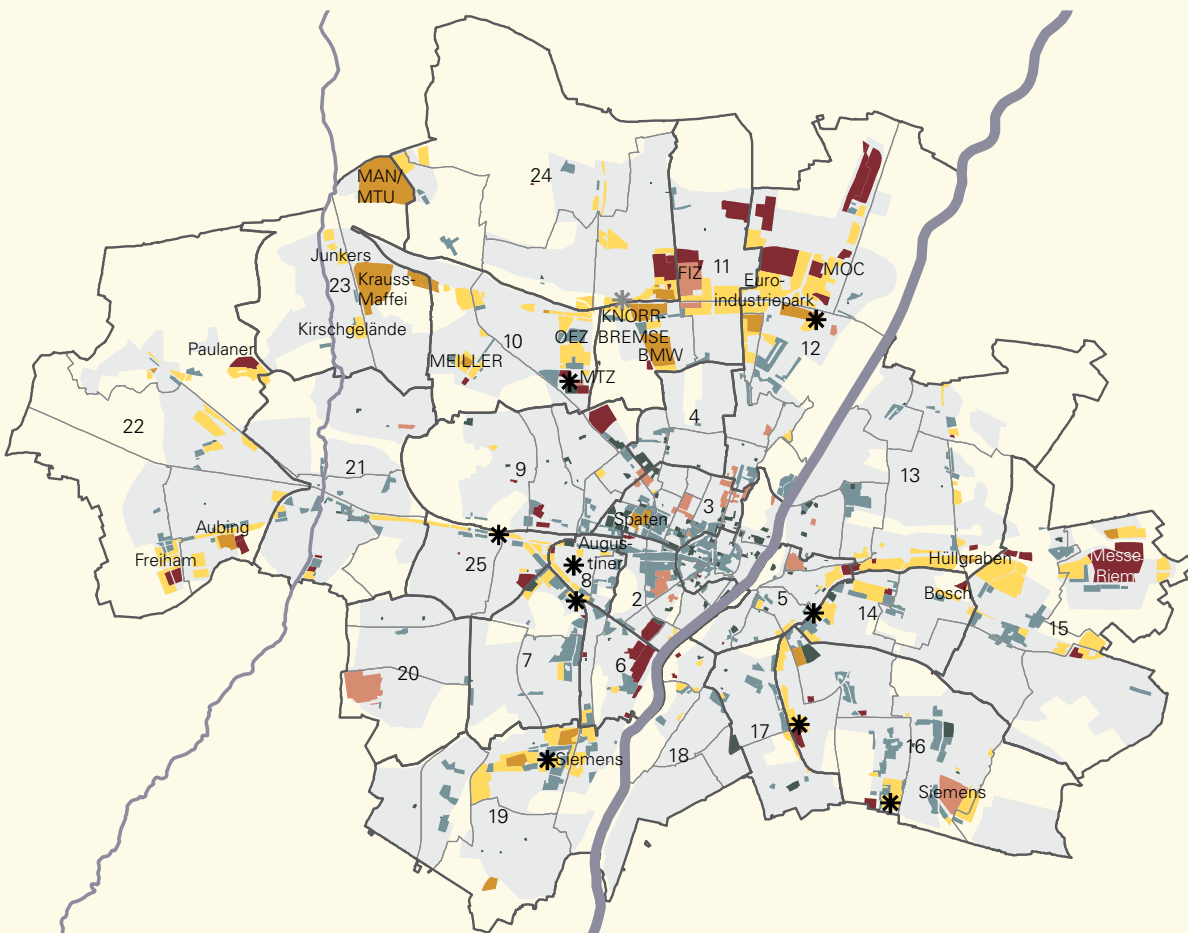 24
MAN/
MTU
Junkers
23
Krauss-
Maffei
Kirschgelände
FIZ
11
MOC
Euro-
industriepark
KNORR-
BREMSE
OEZ
10
BMW
12
MEILLER
MTZ
Paulaner
4
22
21
9
13
3
Spaten
Aubing
Augus-
tiner
Freiham
25
8
2
5
14
Hüllgraben
Bosch
Messe
Riem
15
7
6
20
17
18
16
Siemens
Siemens
19